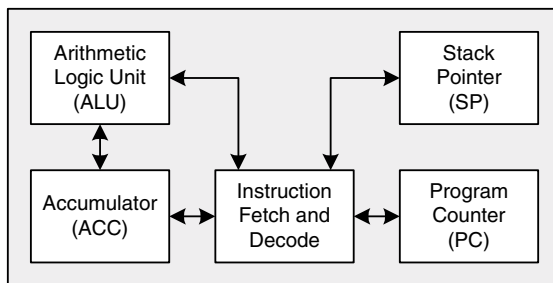 Arithmetic
Logic Unit
(ALU)
Stack
Pointer
(SP)
Accumulator
(ACC)
Instruction
Fetch and
Decode
Program
Counter
(PC)